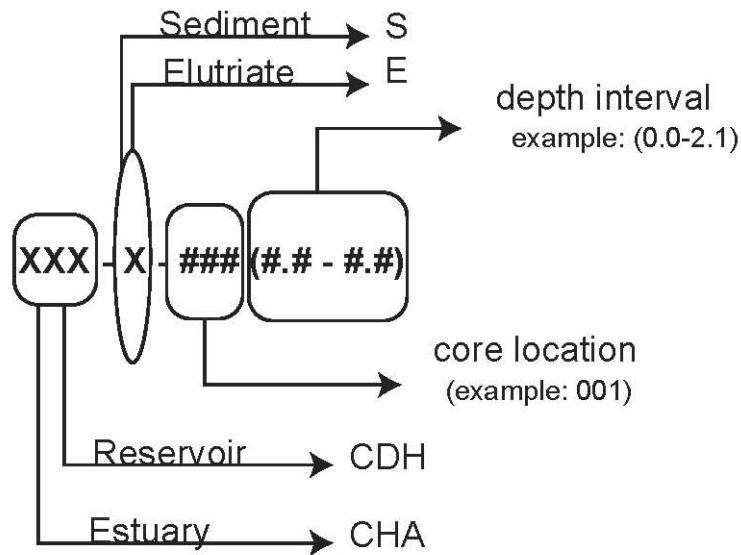 Sediment S
Elutriate E
depth interval
example: (0.0-2.1)
XXX - X - ### (#.# - #.#)
core location
(example: 001)
Reservoir CDH
Estuary CHA